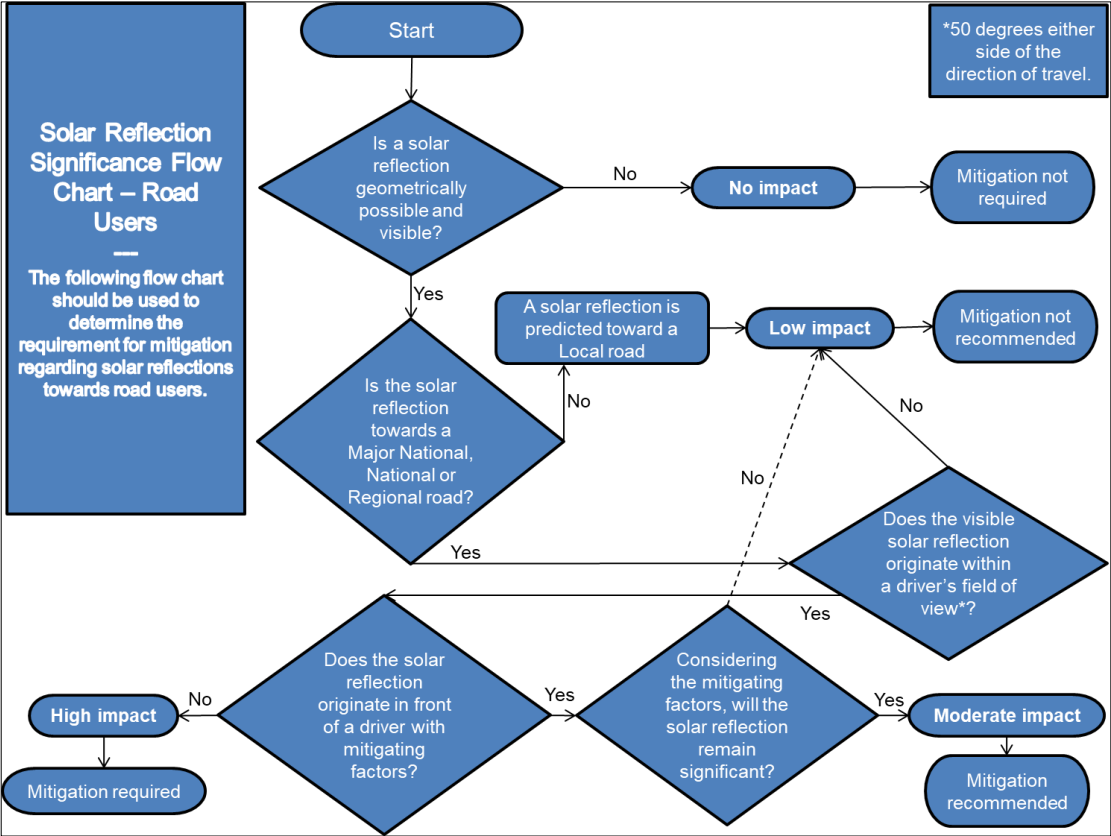 Solar Reflection
Significance Flow
Chart – Road
Users
---
The following flow chart
should be used to
determine the
requirement for mitigation
regarding solar reflections
towards road users.
Start
*50 degrees either
side of the
direction of travel.
Is a solar
reflection
geometrically
possible and
visible?
No
No impact
Mitigation not
required
Yes
A solar reflection is
predicted toward a
Local road
Low impact
Mitigation not
recommended
Is the solar
reflection
towards a
Major National,
National or
Regional road?
No
No
No
Yes
Does the visible
solar reflection
originate within
a driver's field of
view*?
Yes
Does the solar
reflection
originate in front
of a driver with
mitigating
factors?
No
High impact
Mitigation required
Yes
Considering
the mitigating
factors, will the
solar reflection
remain
significant?
Yes
Moderate impact
Mitigation
recommended